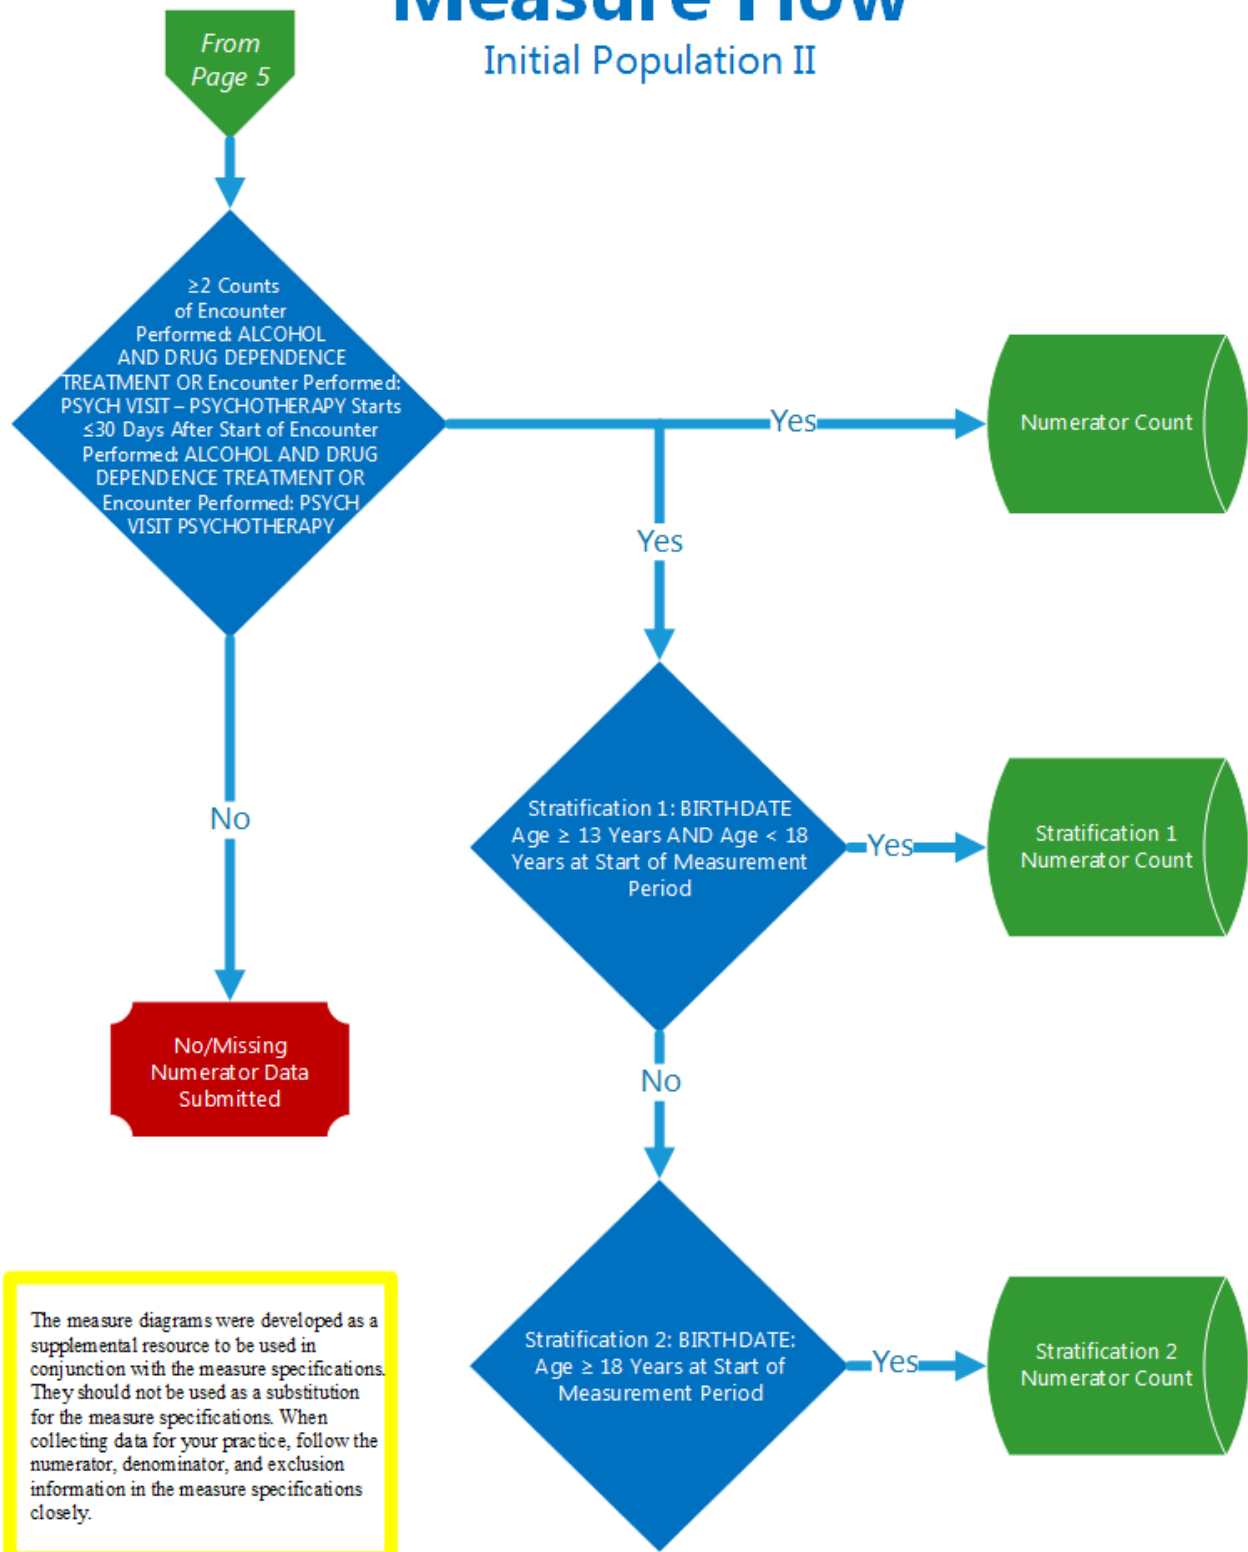 Measure Flow
Initial Population II
From
Page 5
≥2 Counts
of Encounter
Performed: ALCOHOL
AND DRUG DEPENDENCE
TREATMENT OR Encounter Performed:
PSYCH VISIT – PSYCHOTHERAPY Starts
≤30 Days After Start of Encounter
Performed: ALCOHOL AND DRUG
DEPENDENCE TREATMENT OR
Encounter Performed: PSYCH
VISIT PSYCHOTHERAPY
Yes
Numerator Count
Yes
No
Stratification 1: BIRTHDATE
Age ≥ 13 Years AND Age < 18
Years at Start of Measurement
Period
Yes
Stratification 1
Numerator Count
No/Missing
Numerator Data
Submitted
No
Stratification 2: BIRTHDATE:
Age ≥ 18 Years at Start of
Measurement Period
Yes
Stratification 2
Numerator Count
The measure diagrams were developed as a
supplemental resource to be used in
conjunction with the measure specifications.
They should not be used as a substitution
for the measure specifications. When
collecting data for your practice, follow the
numerator, denominator, and exclusion
information in the measure specifications
closely.